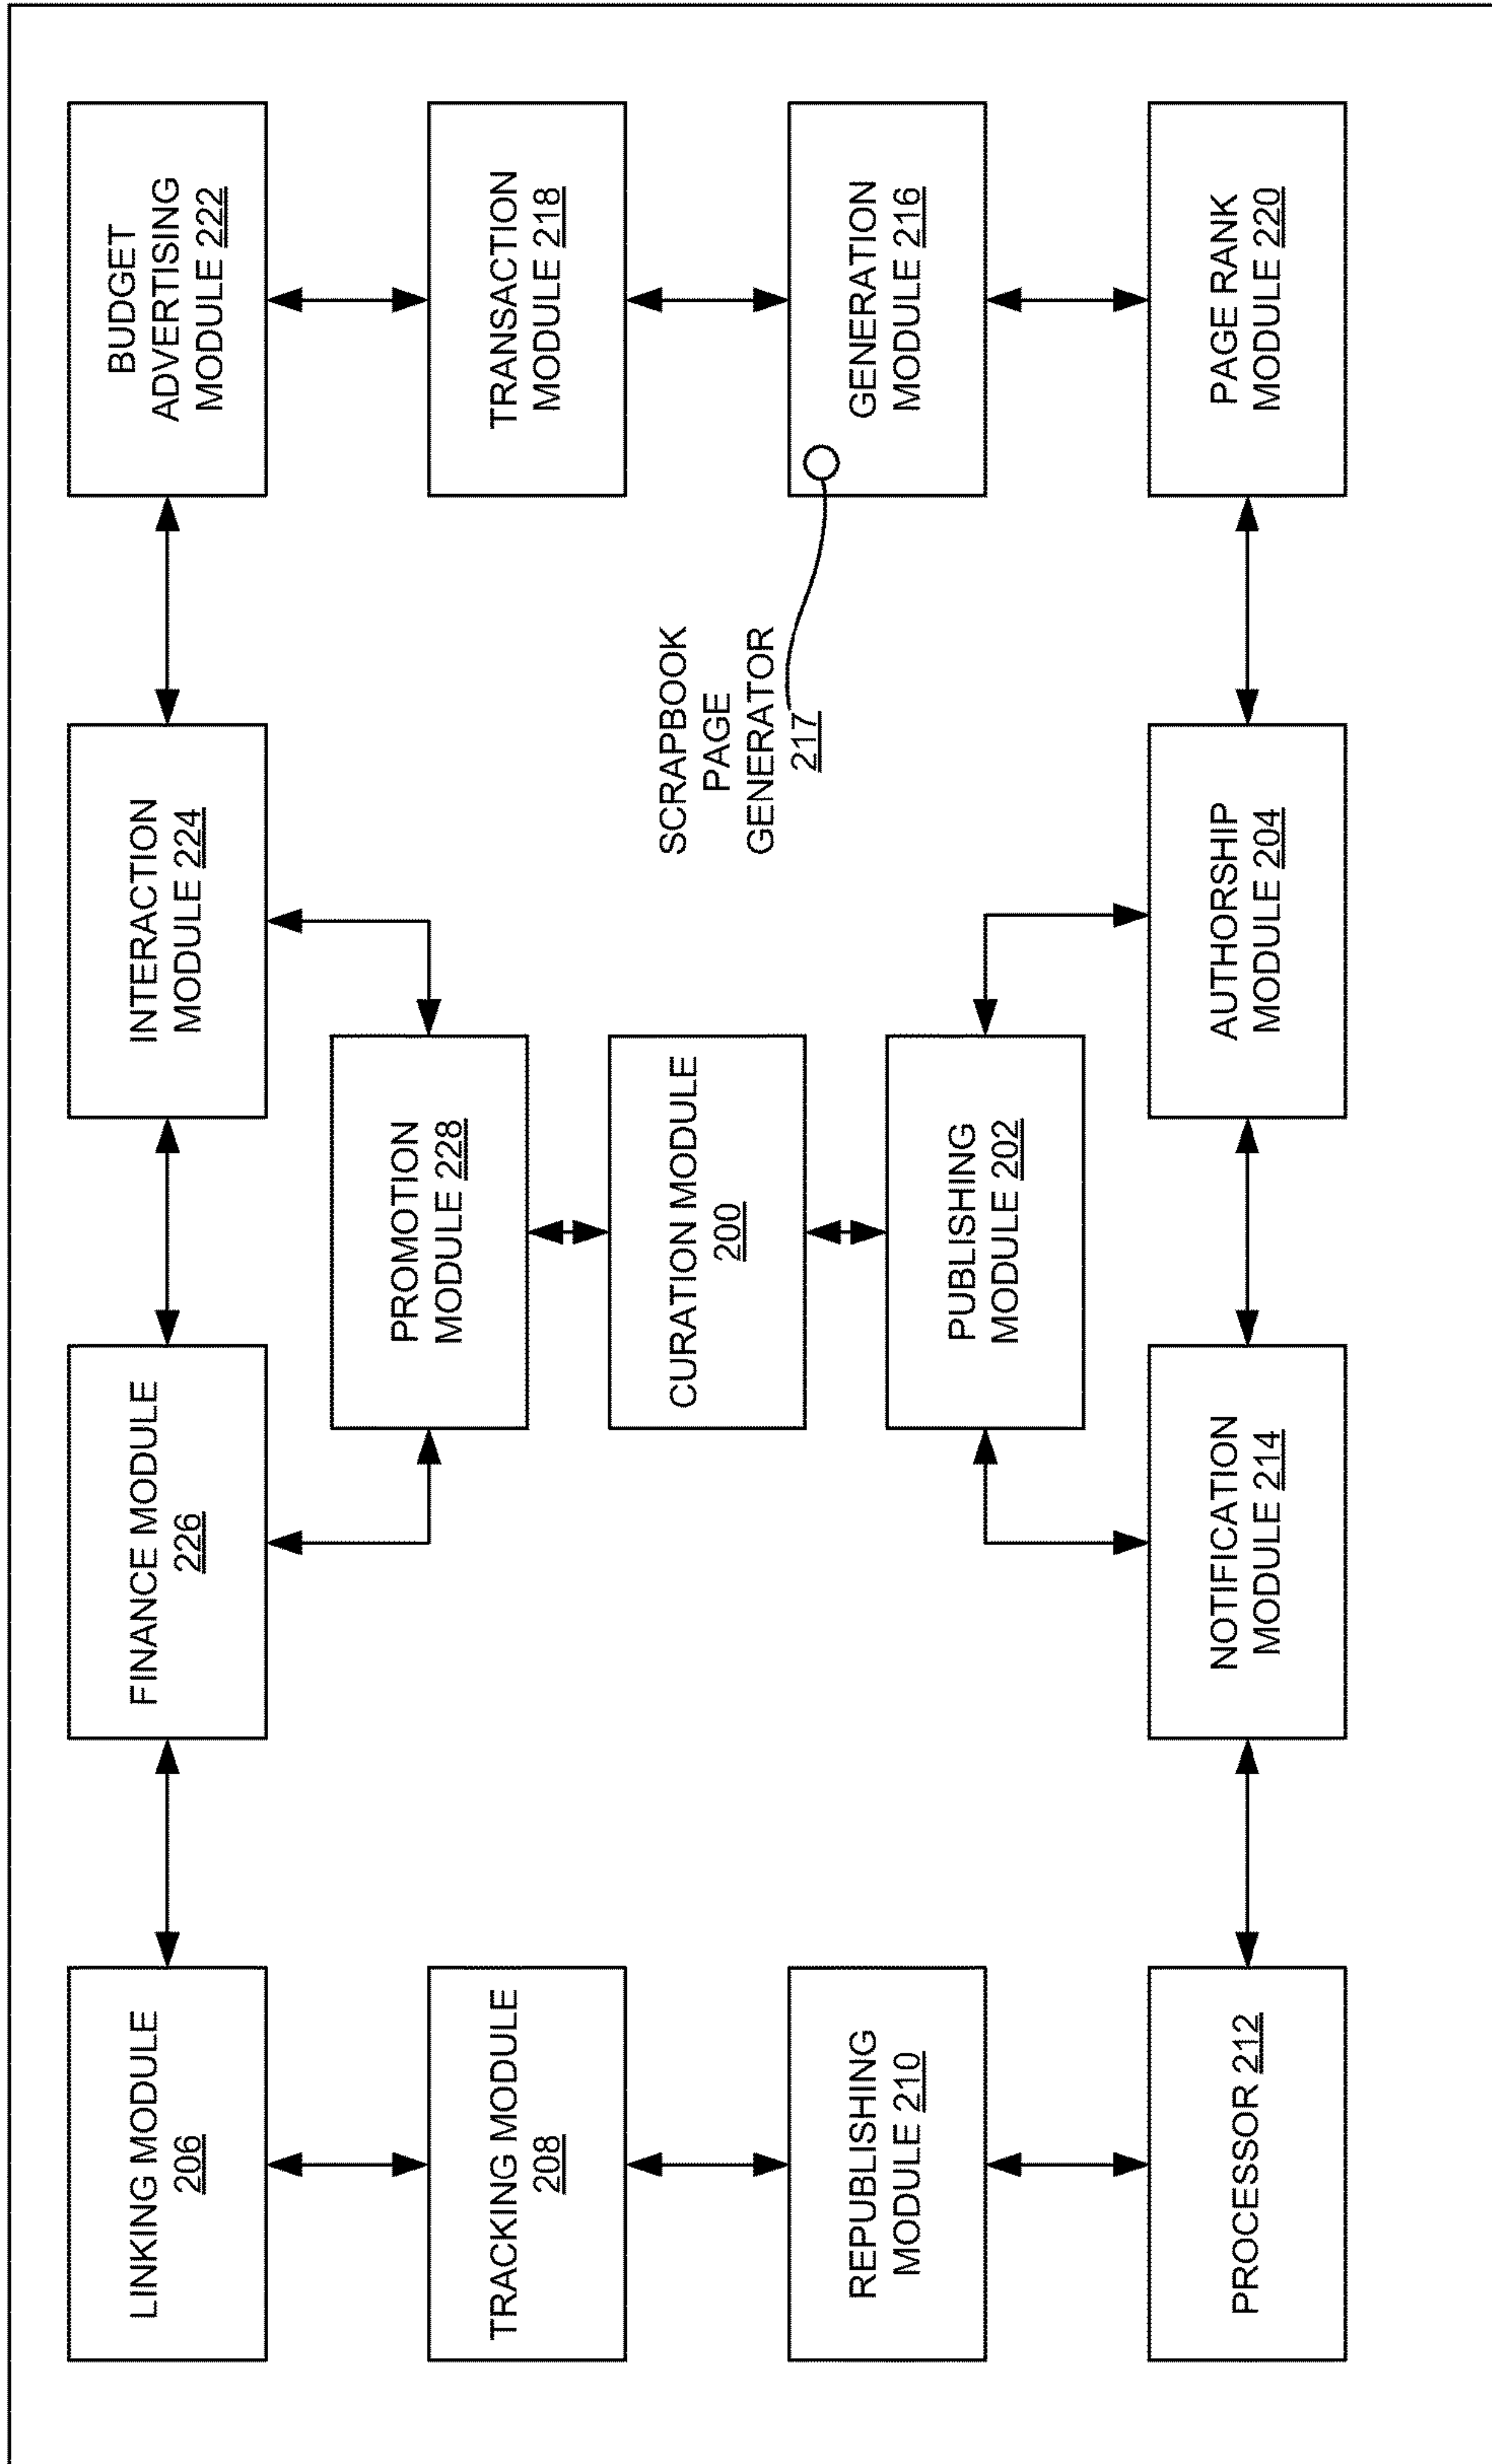 LINKING MODULE
206
FINANCE MODULE
226
INTERACTION
MODULE 224
BUDGET
ADVERTISING
MODULE 222
TRACKING MODULE
208
PROMOTION
MODULE 228
TRANSACTION
MODULE 218
CURATION MODULE
200
SCRAPBOOK
PAGE
GENERATOR
217
REPUBLISHING
MODULE 210
PUBLISHING
MODULE 202
GENERATION
MODULE 216
PROCESSOR 212
NOTIFICATION
MODULE 214
AUTHORSHIP
MODULE 204
PAGE RANK
MODULE 220